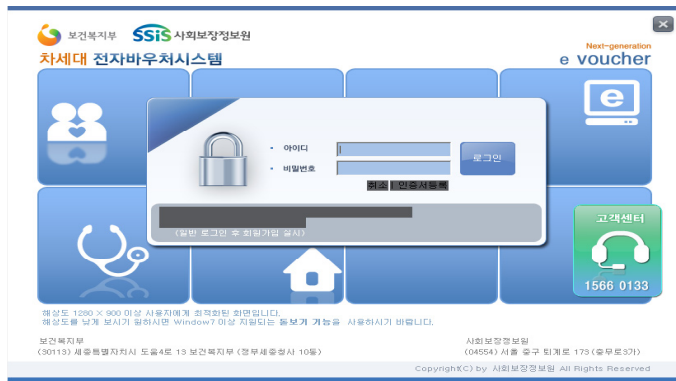 보건복지부 SSiS 사회보장정보원
차세대 전자바우처시스템
Next-generation
e voucher
e
아이디
비밀번호
로그인
취소 | 인증서등록
(일반 로그인 후 회원가입 실시)
고객센터
1566 0133
해상도 1280 × 900 이상 사용자에게 최적화된 화면입니다.
해상도를 낮게 보시기 원하시면 Window7 이상 지원되는 돋보기 기능을 사용하시기 바랍니다.
보건복지부
(30113) 세종특별자치시 도움4로 13 보건복지부 (정부세종청사 10동)
사회보장정보원
(04554) 서울 중구 퇴계로 173 (충무로3가)
Copyright(C) by 사회보장정보원 All Rights Reserved